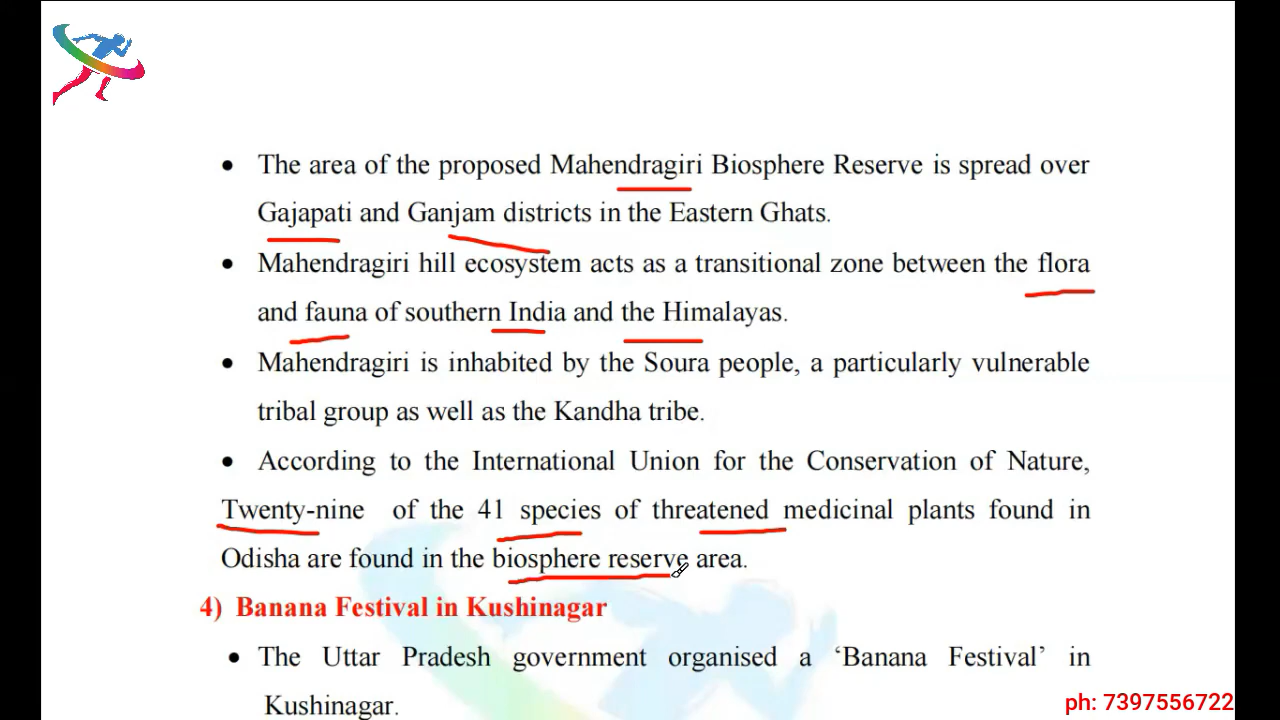 • The area of the proposed Mahendragiri Biosphere Reserve is spread over
Gajapati and Ganjam districts in the Eastern Ghats.
• Mahendragiri hill ecosystem acts as a transitional zone between the flora
and fauna of southern India and the Himalayas.
• Mahendragiri is inhabited by the Soura people, a particularly vulnerable
tribal group as well as the Kandha tribe.
• According to the International Union for the Conservation of Nature,
Twenty-nine of the 41 species of threatened medicinal plants found in
Odisha are found in the biosphere reserve area.
4) Banana Festival in Kushinagar
• The Uttar Pradesh government organised a ‘Banana Festival’ in
Kushinagar.
ph: 7397556722